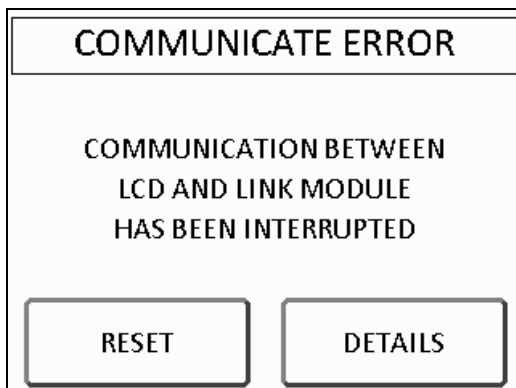 COMMUNICATE ERROR
COMMUNICATION BETWEEN
LCD AND LINK MODULE
HAS BEEN INTERRUPTED
RESET
DETAILS